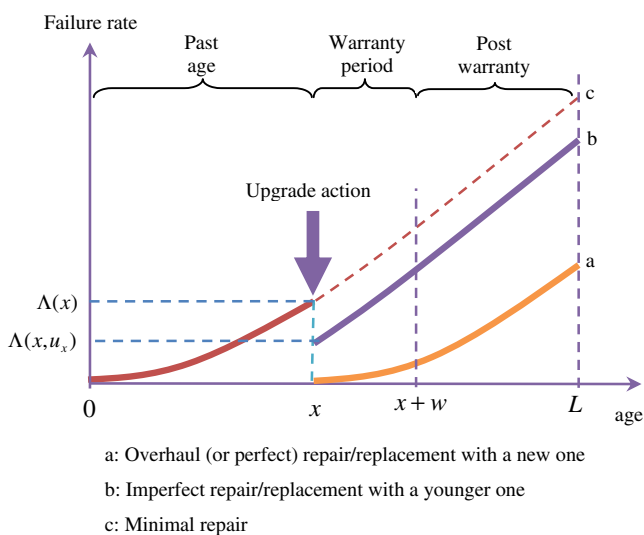 Failure rate
Past
age
Warranty
period
Post
warranty
c
b
Upgrade action
a
Λ(x)
Λ(x,uₓ)
0
x
x + w
L
age
a: Overhaul (or perfect) repair/replacement with a new one
b: Imperfect repair/replacement with a younger one
c: Minimal repair